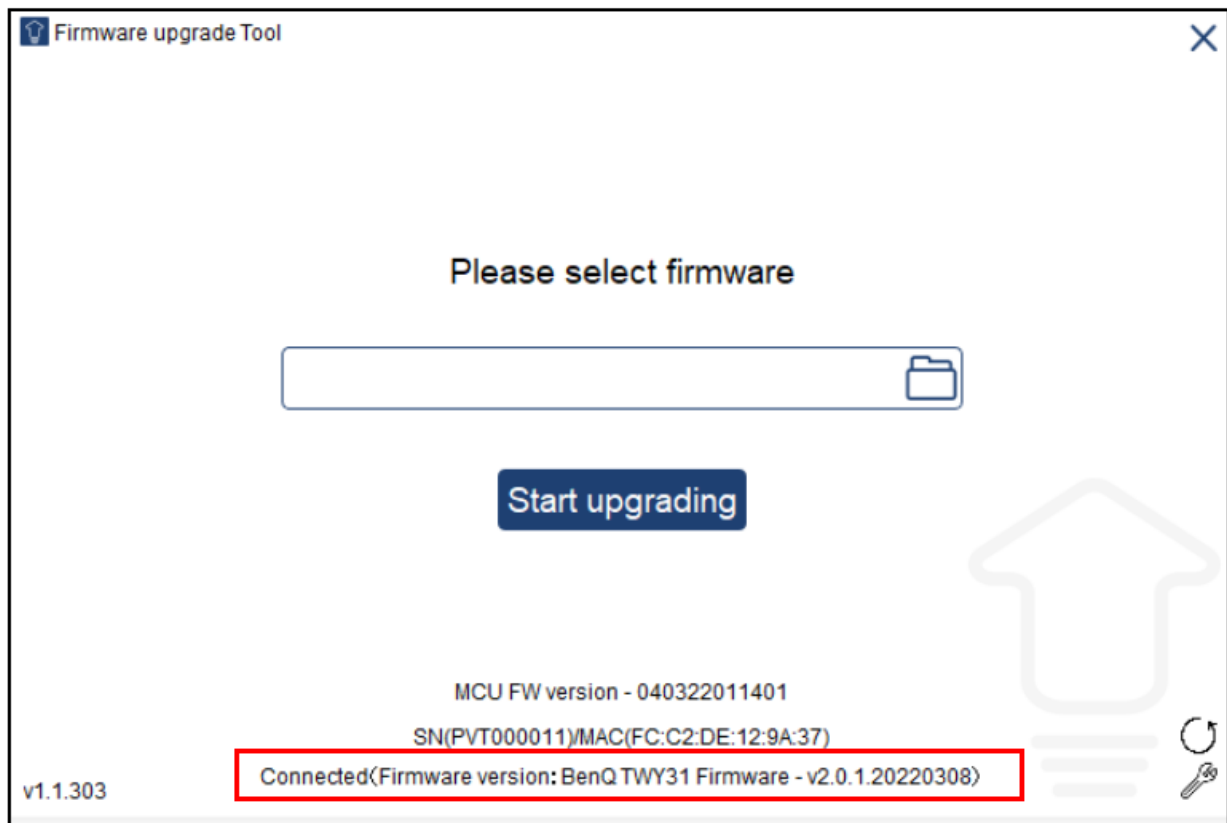 Firmware upgrade Tool
Please select firmware
Start upgrading
MCU FW version - 040322011401
SN(PVT000011)/MAC(FC:C2:DE:12:9A:37)
Connected(Firmware version: BenQ TWY31 Firmware - v2.0.1.20220308)
v1.1.303